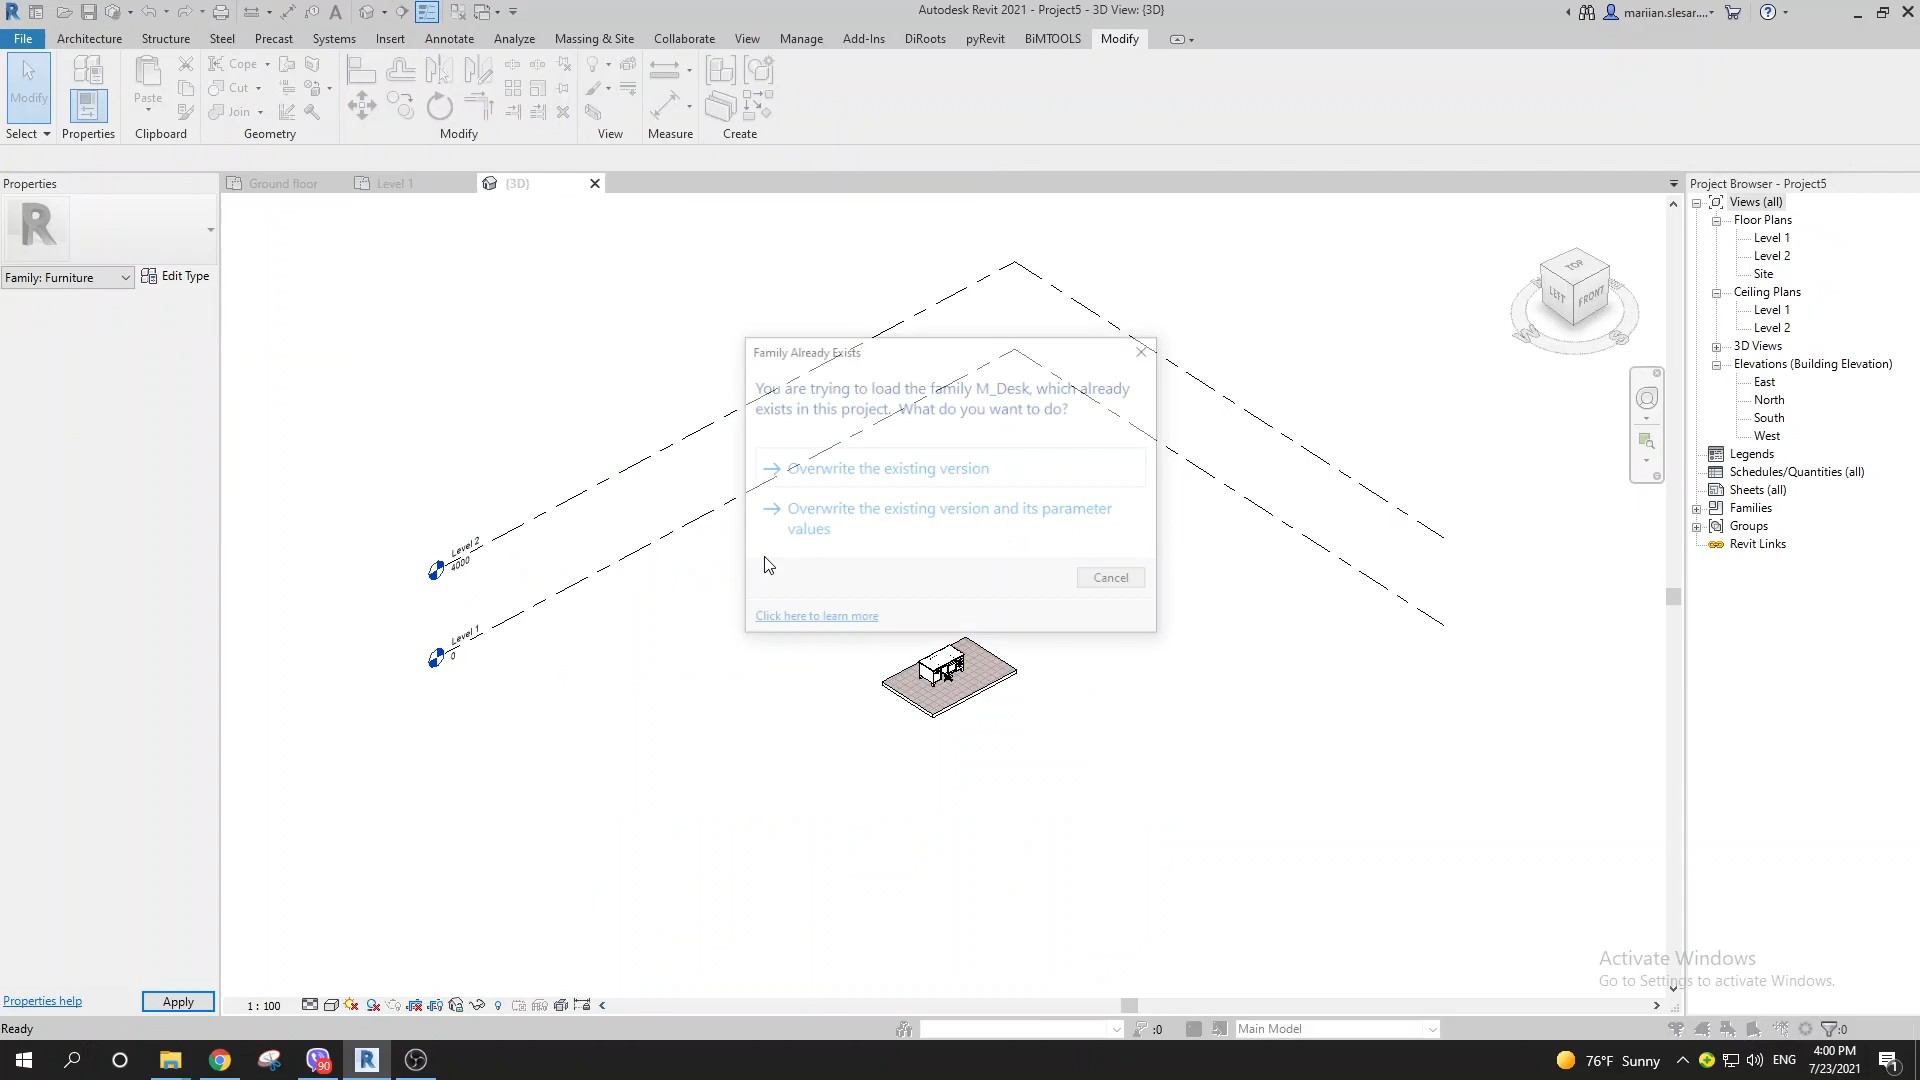 Autodesk Revit 2021 - Project5 - 3D View: {3D}
mariian.slesar....
File Architecture Structure Steel Precast Systems Insert Annotate Analyze Massing & Site Collaborate View Manage Add-Ins DiRoots pyRevit BiMTOOLS Modify
Modify
Paste
Cope
Cut
Join
Select Properties Clipboard Geometry Modify View Measure Create
Properties
Ground floor
Level 1
{3D}
Project Browser - Project5
Family: Furniture
Edit Type
Views (all)
Floor Plans
Level 1
Level 2
Site
Ceiling Plans
Level 1
Level 2
3D Views
Elevations (Building Elevation)
East
North
South
West
Legends
Schedules/Quantities (all)
Sheets (all)
Families
Groups
Revit Links
TOP
LEFT
FRONT
W
S
Family Already Exists
You are trying to load the family M_Desk, which already
exists in this project. What do you want to do?
Overwrite the existing version
Overwrite the existing version and its parameter
values
Cancel
Click here to learn more
Level 2
4000
Level 1
0
Activate Windows
Go to Settings to activate Windows.
Properties help
Apply
1 : 100
Ready
:0
Main Model
:0
90
76°F Sunny
ENG
4:00 PM
7/23/2021
1